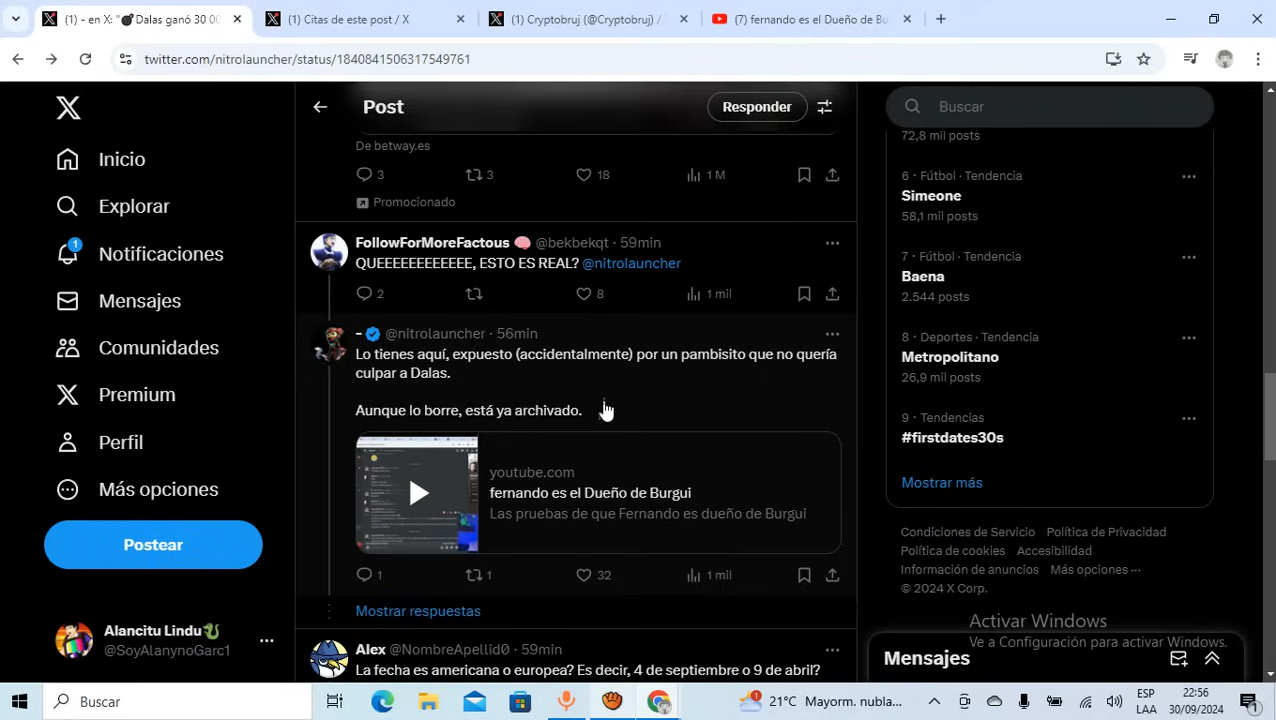 (1) - en X: "💣 Dalas ganó 30 00
(1) Citas de este post / X
(1) Cryptobruj (@Cryptobruj) /
(7) fernando es el Dueño de Bu
twitter.com/nitrolauncher/status/1840841506317549761
Inicio
Explorar
1
Notificaciones
Mensajes
Comunidades
Premium
Perfil
Más opciones
Postear
Alancitu Lindu🐍
@SoyAlanynoGarc1
Post
Responder
De betway.es
3 3 18 1 M
Promocionado
FollowForMoreFactous 🧠 @bekbekqt · 59min
QUEEEEEEEEEEE, ESTO ES REAL? @nitrolauncher
2 8 1 mil
- @nitrolauncher · 56min
Lo tienes aquí, expuesto (accidentalmente) por un pambisito que no quería
culpar a Dalas.
Aunque lo borre, está ya archivado.
youtube.com
fernando es el Dueño de Burgui
Las pruebas de que Fernando es dueño de Burgui
1 1 32 1 mil
Mostrar respuestas
Alex @NombreApellid0 · 59min
La fecha es americana o europea? Es decir, 4 de septiembre o 9 de abril?
Buscar
72,8 mil posts
6 · Fútbol · Tendencia
Simeone
58,1 mil posts
7 · Fútbol · Tendencia
Baena
2.544 posts
8 · Deportes · Tendencia
Metropolitano
26,9 mil posts
9 · Tendencias
#firstdates30s
Mostrar más
Condiciones de Servicio Política de Privacidad
Política de cookies Accesibilidad
Información de anuncios Más opciones ···
© 2024 X Corp.
Activar Windows
Ve a Configuración para activar Windows.
Mensajes
Buscar
21°C Mayorm. nubla...
ESP
LAA
22:56
30/09/2024
1